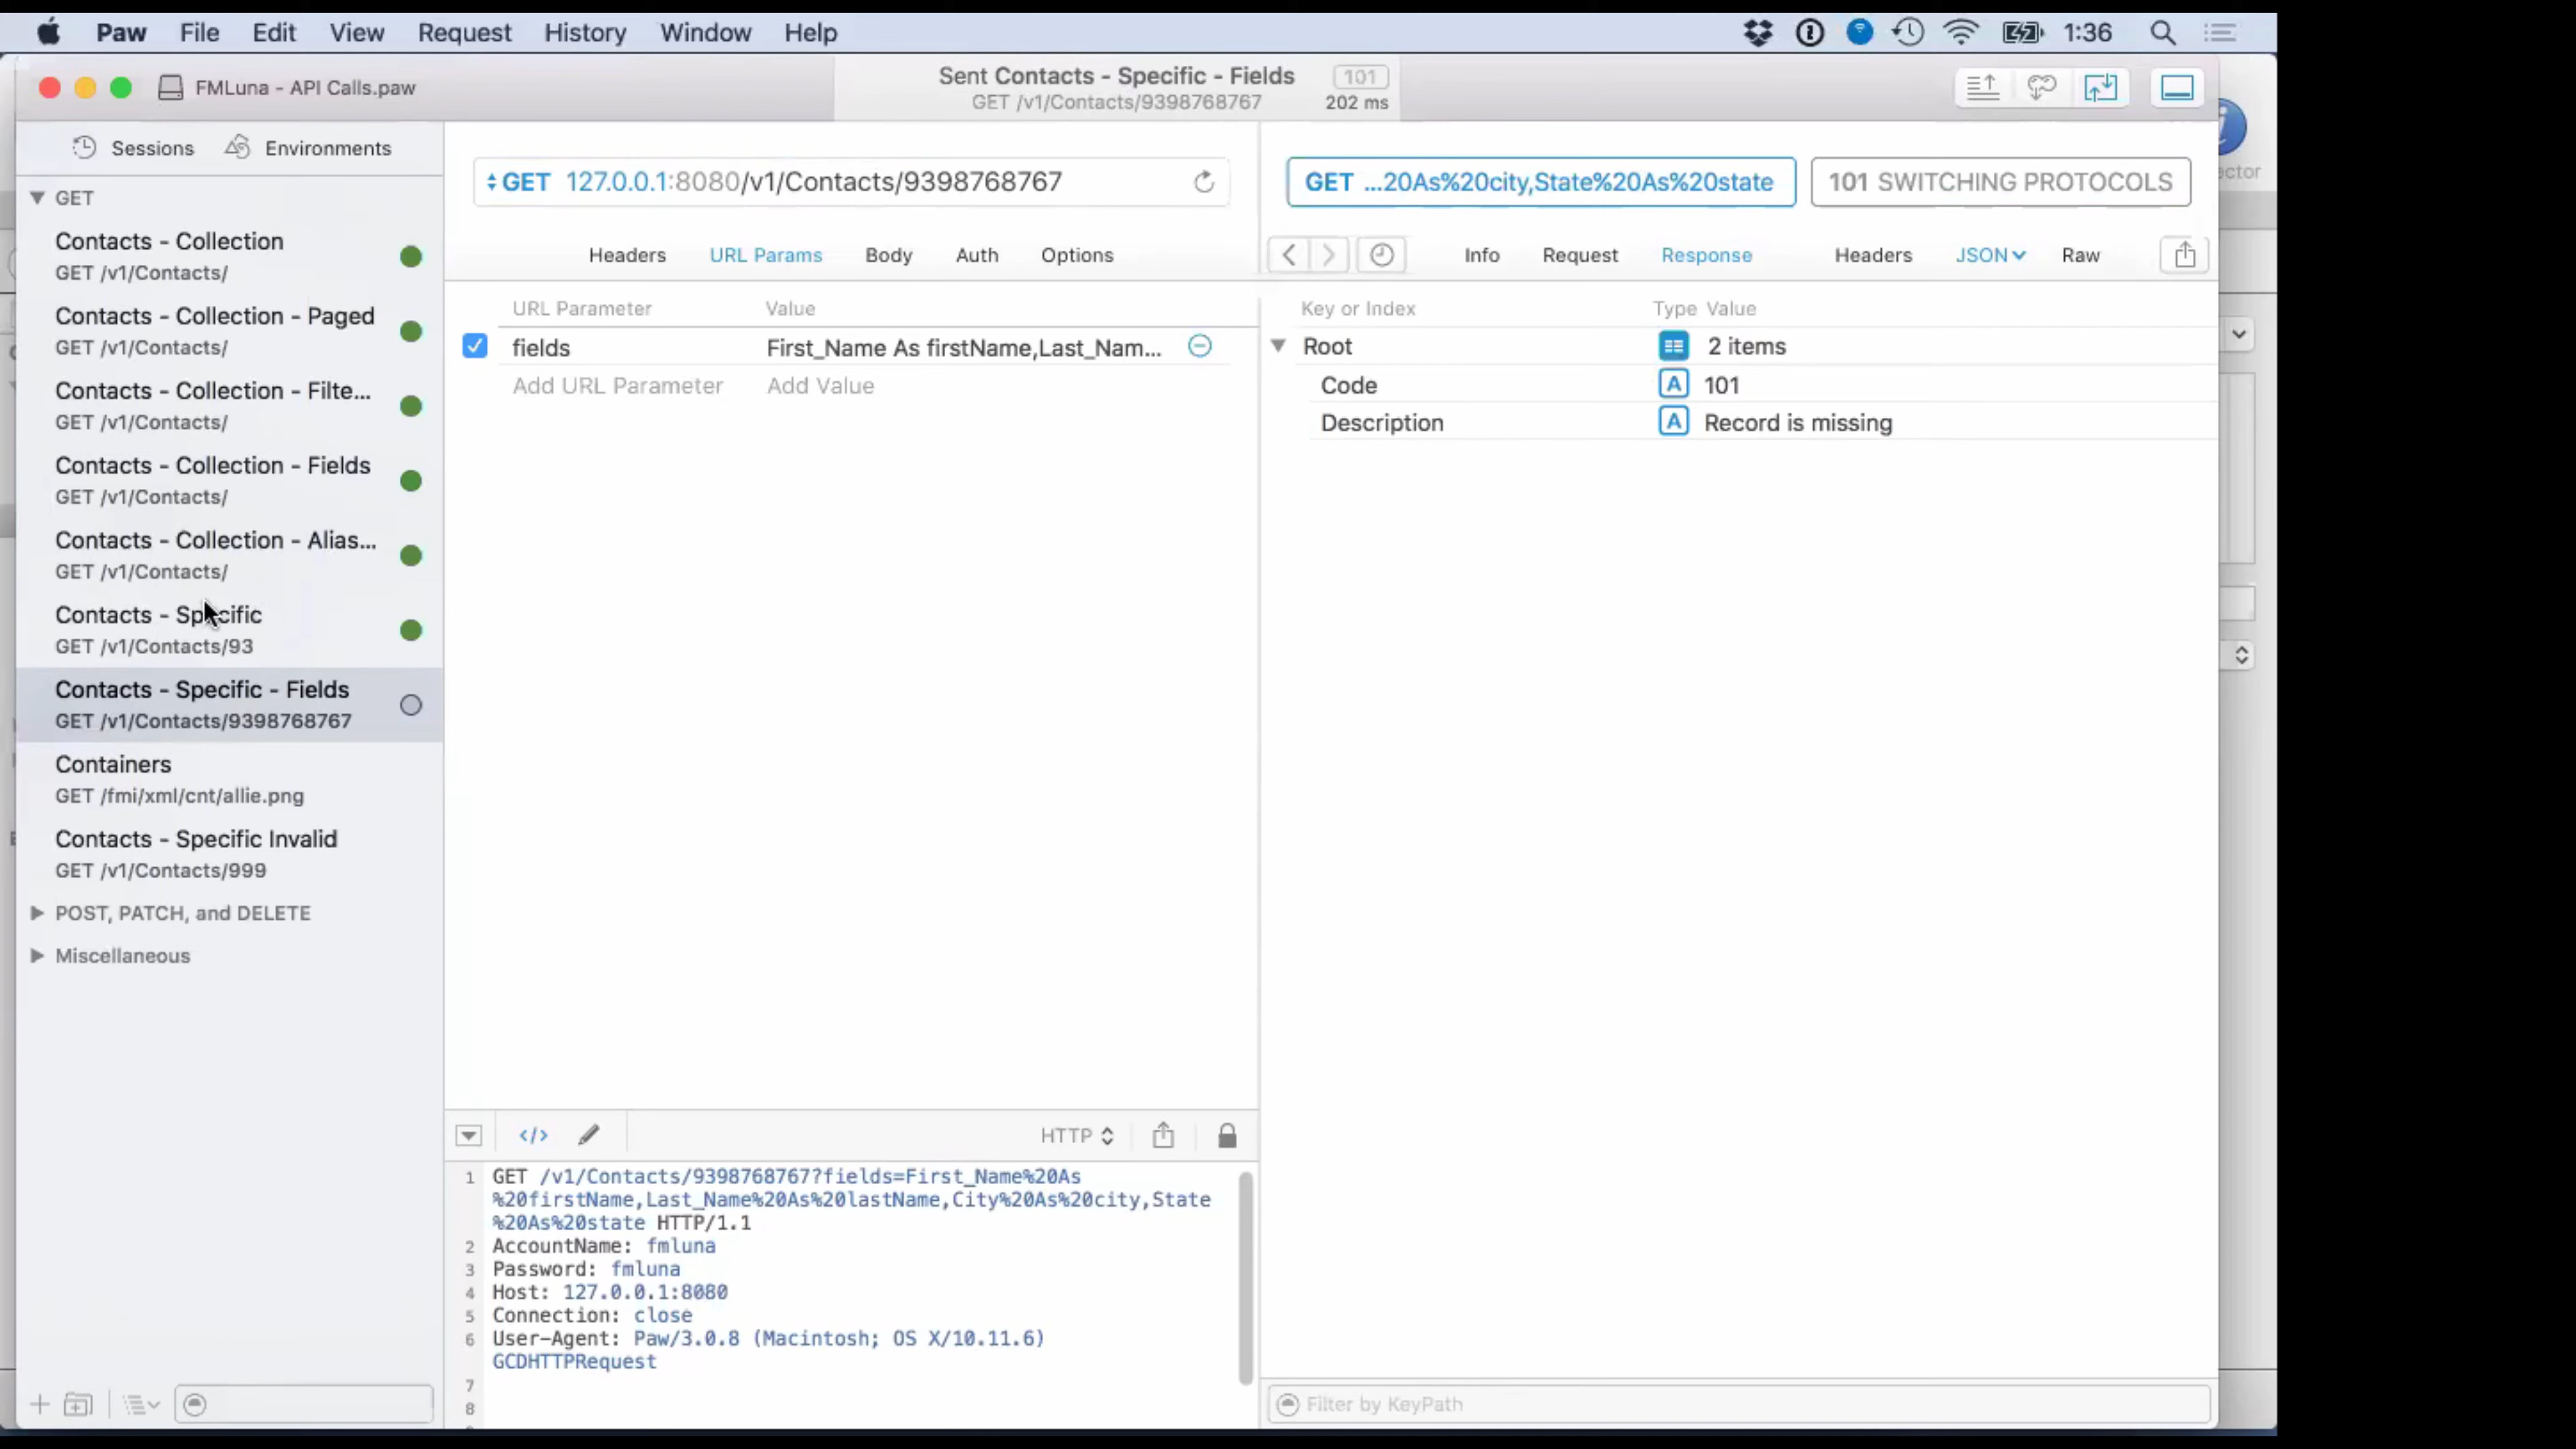 Paw File Edit View Request History Window Help 1:36
FMLuna - API Calls.paw
Sent Contacts - Specific - Fields 101
GET /v1/Contacts/9398768767 202 ms
Sessions Environments
GET
Contacts - Collection
GET /v1/Contacts/
Contacts - Collection - Paged
GET /v1/Contacts/
Contacts - Collection - Filte...
GET /v1/Contacts/
Contacts - Collection - Fields
GET /v1/Contacts/
Contacts - Collection - Alias...
GET /v1/Contacts/
Contacts - Specific
GET /v1/Contacts/93
Contacts - Specific - Fields
GET /v1/Contacts/9398768767
Containers
GET /fmi/xml/cnt/allie.png
Contacts - Specific Invalid
GET /v1/Contacts/999
POST, PATCH, and DELETE
Miscellaneous
GET 127.0.0.1:8080/v1/Contacts/9398768767
Headers URL Params Body Auth Options
URL Parameter Value
fields First_Name As firstName,Last_Nam...
Add URL Parameter Add Value
HTTP
1 GET /v1/Contacts/9398768767?fields=First_Name%20As
%20firstName,Last_Name%20As%20lastName,City%20As%20city,State
%20As%20state HTTP/1.1
2 AccountName: fmluna
3 Password: fmluna
4 Host: 127.0.0.1:8080
5 Connection: close
6 User-Agent: Paw/3.0.8 (Macintosh; OS X/10.11.6)
GCDHTTPRequest
7
8
GET ...20As%20city,State%20As%20state 101 SWITCHING PROTOCOLS
Info Request Response Headers JSON Raw
Key or Index Type Value
Root 2 items
Code A 101
Description A Record is missing
Filter by KeyPath
ector